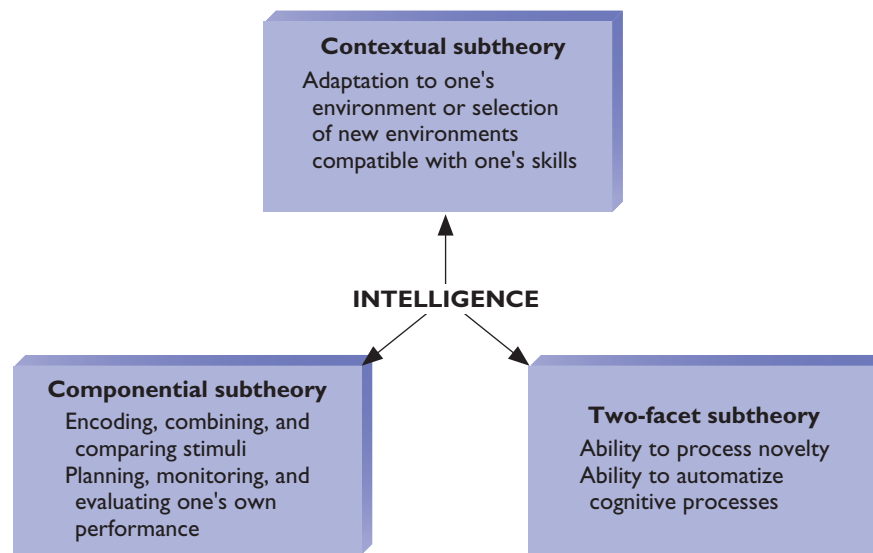 Contextual subtheory
Adaptation to one's
environment or selection
of new environments
compatible with one's skills
INTELLIGENCE
Componential subtheory
Encoding, combining, and
comparing stimuli
Planning, monitoring, and
evaluating one's own
performance
Two-facet subtheory
Ability to process novelty
Ability to automatize
cognitive processes